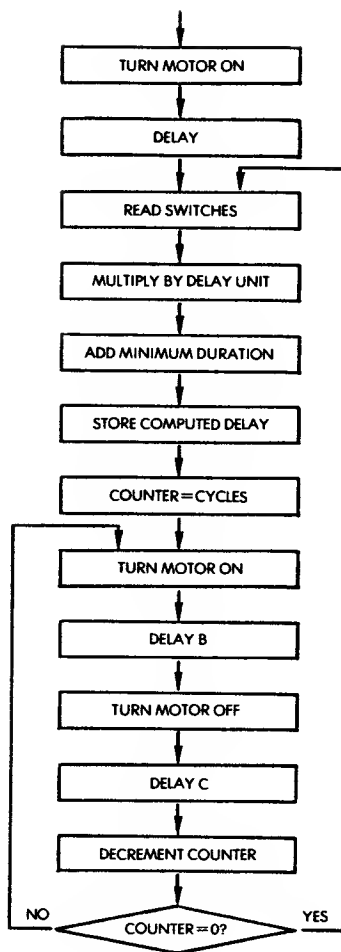 TURN MOTOR ON
DELAY
READ SWITCHES
MULTIPLY BY DELAY UNIT
ADD MINIMUM DURATION
STORE COMPUTED DELAY
COUNTER=CYCLES
TURN MOTOR ON
DELAY B
TURN MOTOR OFF
DELAY C
DECREMENT COUNTER
NO
COUNTER=0?
YES